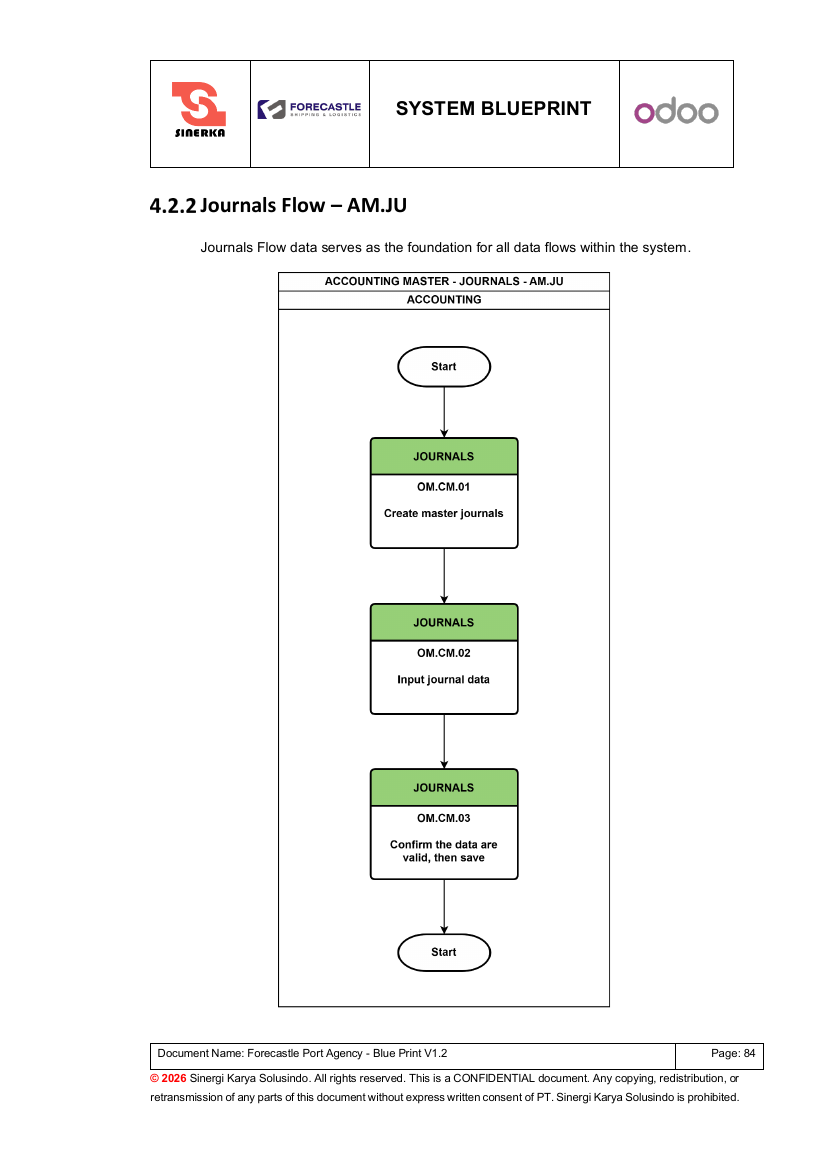 SINERKA
FORECASTLE
SHIPPING & LOGISTICS
SYSTEM BLUEPRINT
odoo
4.2.2 Journals Flow – AM.JU
Journals Flow data serves as the foundation for all data flows within the system.
ACCOUNTING MASTER - JOURNALS - AM.JU
ACCOUNTING
Start
JOURNALS
OM.CM.01
Create master journals
JOURNALS
OM.CM.02
Input journal data
JOURNALS
OM.CM.03
Confirm the data are
valid, then save
Start
Document Name: Forecastle Port Agency - Blue Print V1.2
Page: 84
© 2026 Sinergi Karya Solusindo. All rights reserved. This is a CONFIDENTIAL document. Any copying, redistribution, or
retransmission of any parts of this document without express written consent of PT. Sinergi Karya Solusindo is prohibited.